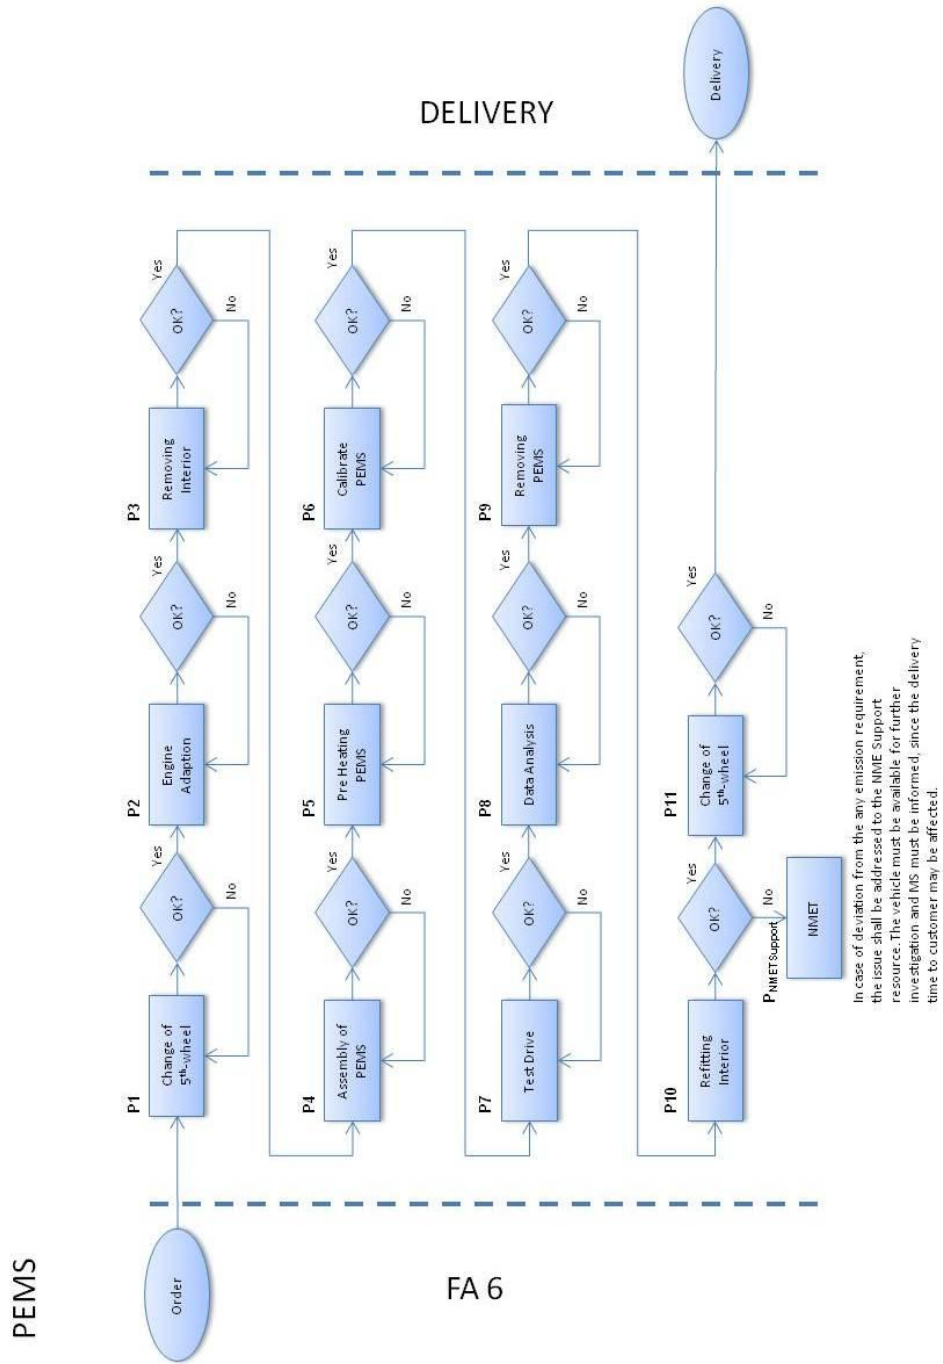 PEMS
FA 6
DELIVERY
Order
P1
Change of
5th-wheel
OK?
Yes
No
P2
Engine
Adaption
OK?
Yes
No
P3
Removing
Interior
OK?
Yes
No
P4
Assembly of
PEMS
OK?
Yes
No
P5
Pre Heating
PEMS
OK?
Yes
No
P6
Calibrate
PEMS
OK?
Yes
No
P7
Test Drive
OK?
Yes
No
P8
Data Analysis
OK?
Yes
No
P9
Removing
PEMS
OK?
Yes
No
P10
Refitting
Interior
OK?
Yes
No
PNMET Support
NMET
P11
Change of
5th-wheel
OK?
Yes
No
Delivery
In case of deviation from the any emission requirement,
the issue shall be addressed to the NME Support
resource. The vehicle must be available for further
investigation and MS must be informed, since the delivery
time to customer may be affected.